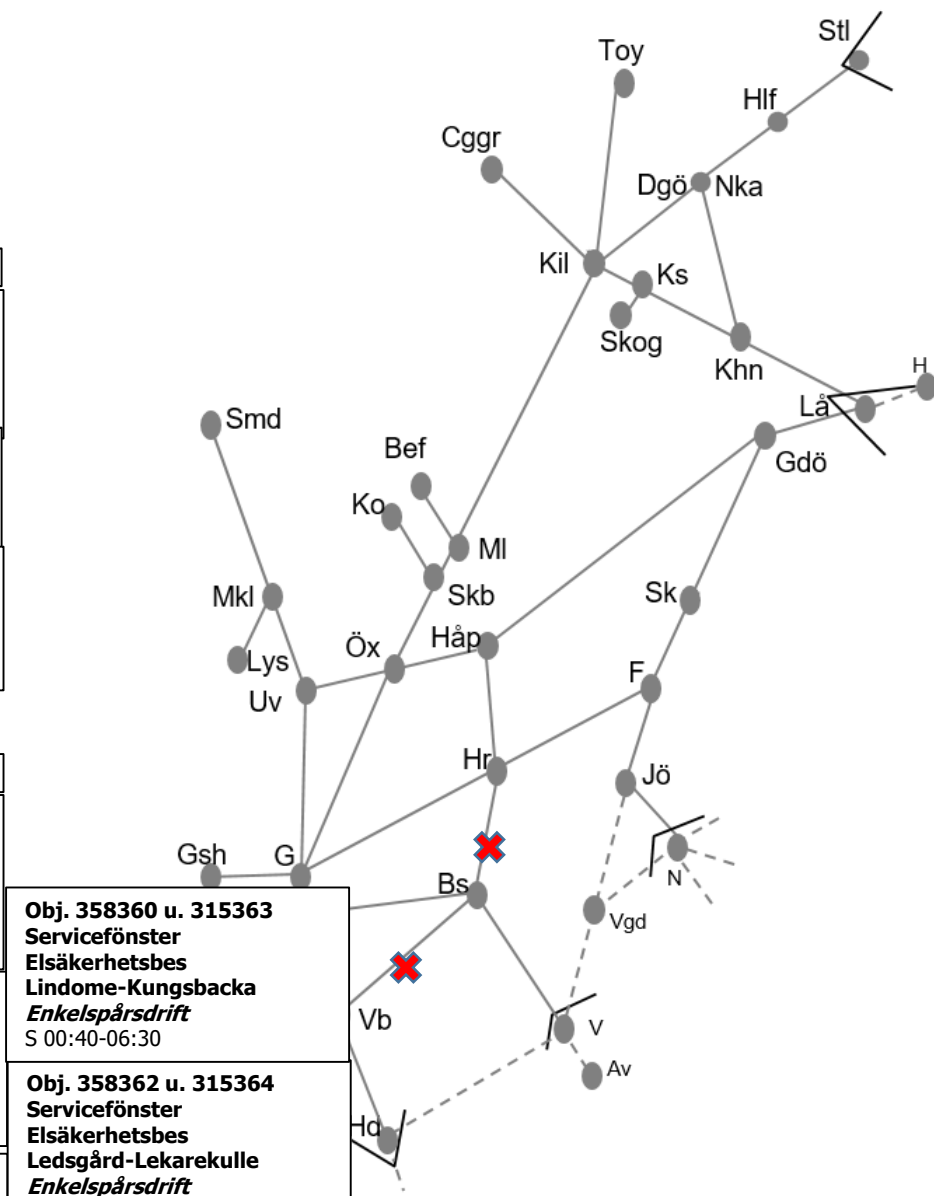 Stl
Toy
Hlf
Cggr
Dgö Nka
Kil
Ks
Skog
Khn
H
Lå
Smd
Gdö
Bef
Ko
Ml
Mkl
Skb
Sk
Öx
Håp
Lys
F
Uv
Hr
Jö
Gsh
G
N
Bs
Vgd
Obj. 358360 u. 315363
Servicefönster
Elsäkerhetsbes
Lindome-Kungsbacka
Enkelspårsdrift
S 00:40-06:30
Vb
V
Av
Obj. 358362 u. 315364
Servicefönster
Elsäkerhetsbes
Ledsgård-Lekarekulle
Enkelspårsdrift
Hd